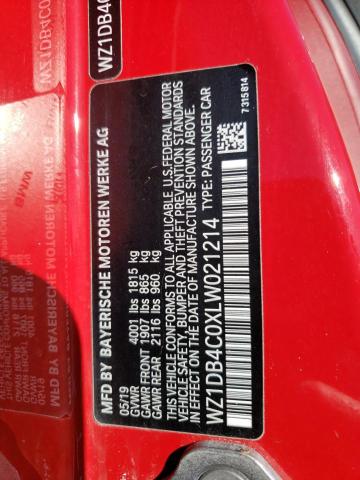 MFD BY BAYERISCHE MOTOREN WERKE AG
05/19
GVWR 4001 lbs 1815 kg
GAWR FRONT 1907 lbs 865 kg
GAWR REAR 2116 lbs 960 kg
THIS VEHICLE CONFORMS TO ALL APPLICABLE U.S.FEDERAL MOTOR
VEHICLE SAFETY, BUMPER AND THEFT PREVENTION STANDARDS
IN EFFECT ON THE DATE OF MANUFACTURE SHOWN ABOVE.
WZ1DB4C0XLW021214 TYPE: PASSENGER CAR
7315814
WZ1DB4C